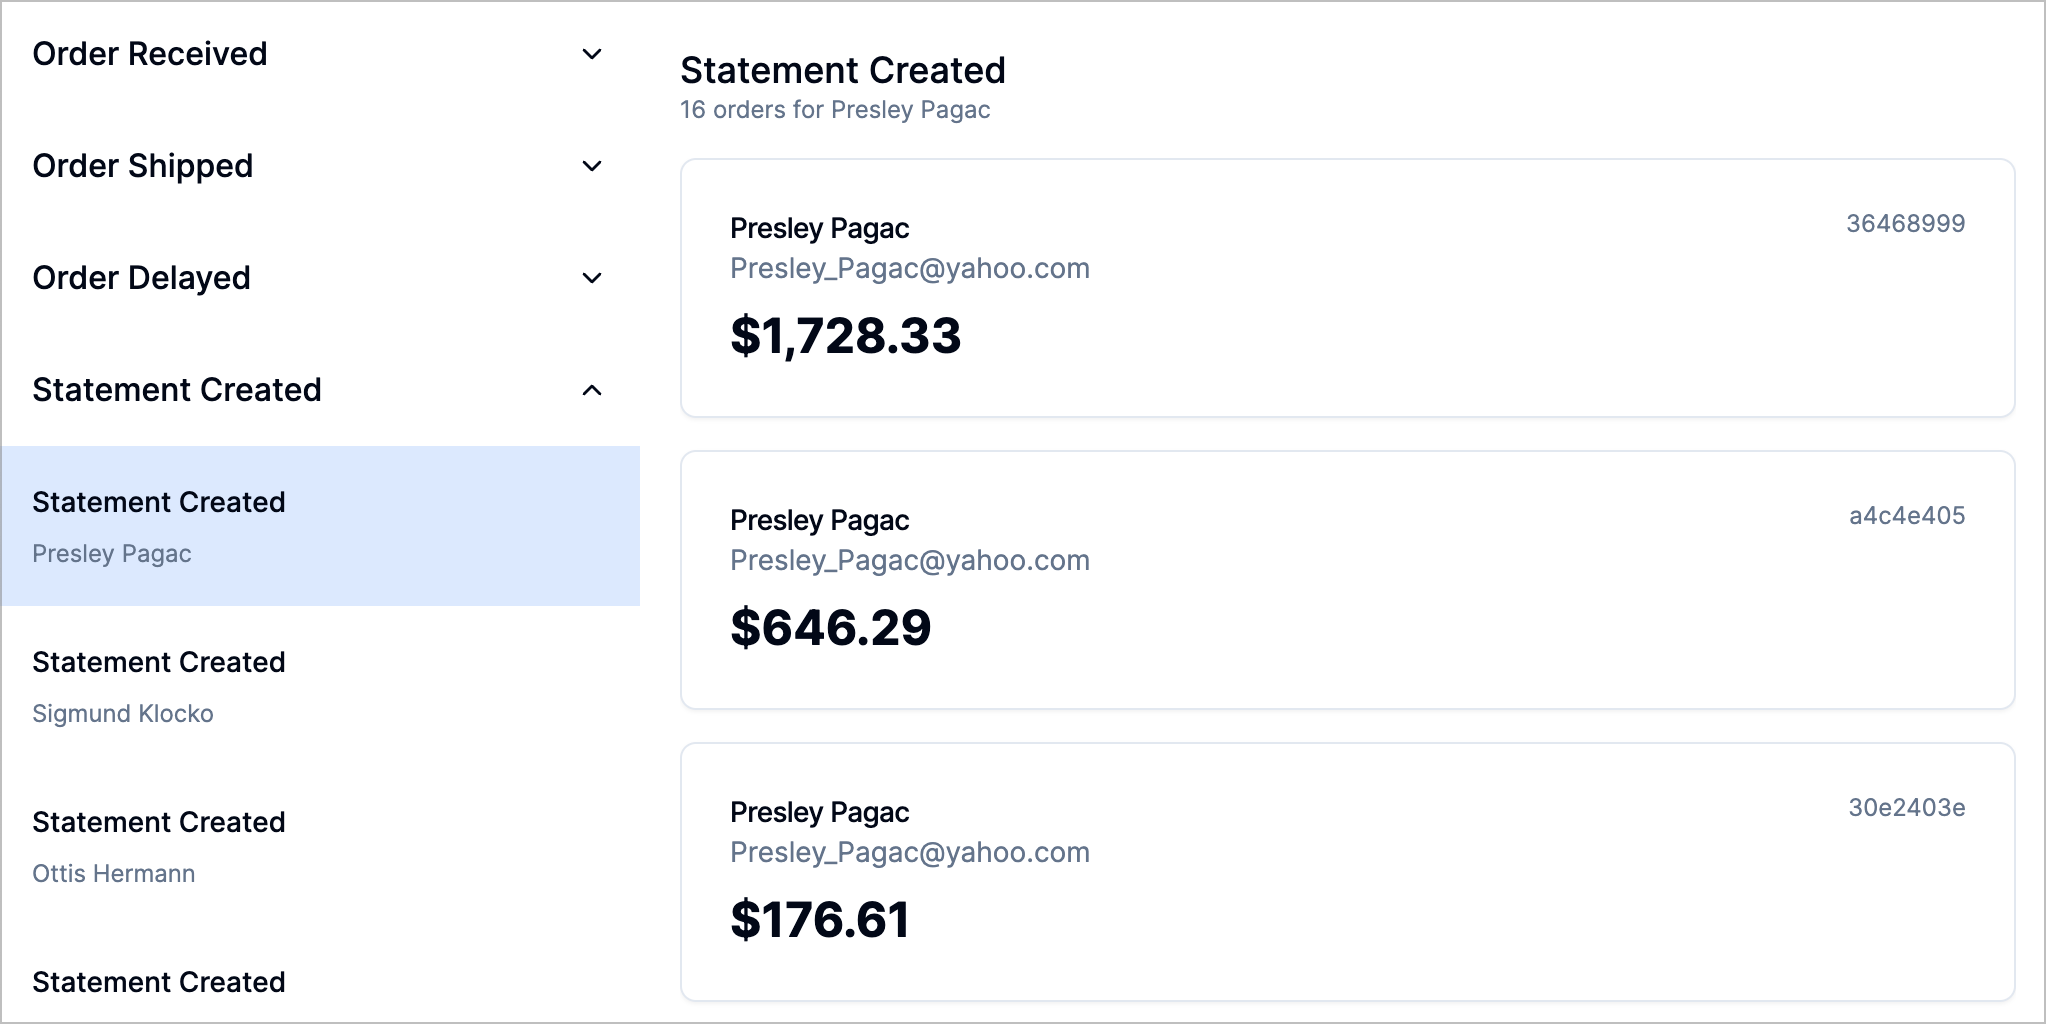 Order Received
Order Shipped
Order Delayed
Statement Created
Statement Created
Presley Pagac
Statement Created
Sigmund Klocko
Statement Created
Ottis Hermann
Statement Created
Statement Created
16 orders for Presley Pagac
Presley Pagac
36468999
Presley_Pagac@yahoo.com
$1,728.33
Presley Pagac
a4c4e405
Presley_Pagac@yahoo.com
$646.29
Presley Pagac
30e2403e
Presley_Pagac@yahoo.com
$176.61